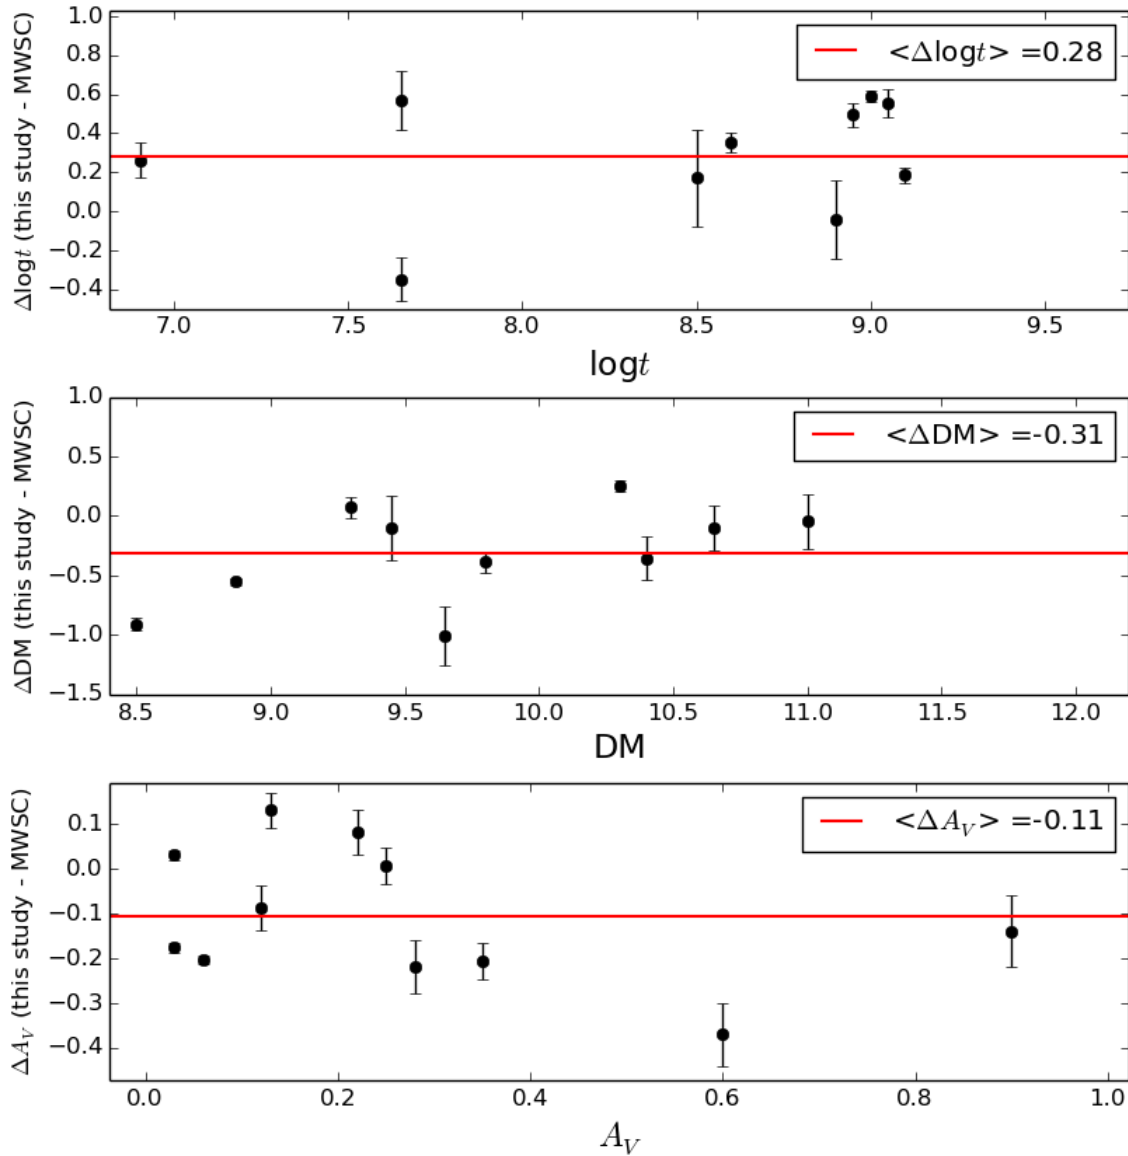 Δlogt (this study - MWSC)
1.0
0.8
0.6
0.4
0.2
0.0
−0.2
−0.4
<Δlogt> =0.28
7.0 7.5 8.0 8.5 9.0 9.5
logt
ΔDM (this study - MWSC)
1.0
0.5
0.0
−0.5
−1.0
−1.5
<ΔDM> =-0.31
8.5 9.0 9.5 10.0 10.5 11.0 11.5 12.0
DM
ΔA_V (this study - MWSC)
0.1
0.0
−0.1
−0.2
−0.3
−0.4
<ΔA_V> =-0.11
0.0 0.2 0.4 0.6 0.8 1.0
A_V